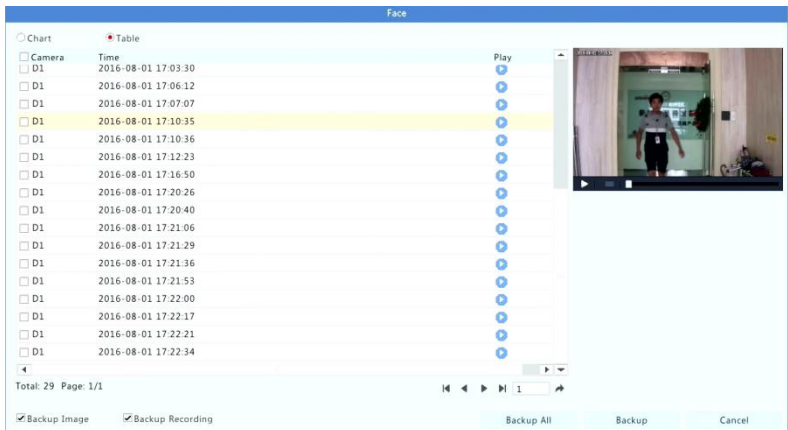 Face
Chart Table
Camera Time Play
D1 2016-08-01 17:03:30
D1 2016-08-01 17:06:12
D1 2016-08-01 17:07:07
D1 2016-08-01 17:10:35
D1 2016-08-01 17:10:36
D1 2016-08-01 17:12:23
D1 2016-08-01 17:16:50
D1 2016-08-01 17:20:26
D1 2016-08-01 17:20:40
D1 2016-08-01 17:21:06
D1 2016-08-01 17:21:29
D1 2016-08-01 17:21:36
D1 2016-08-01 17:21:53
D1 2016-08-01 17:22:00
D1 2016-08-01 17:22:17
D1 2016-08-01 17:22:21
D1 2016-08-01 17:22:34
Total: 29 Page: 1/1
1
Backup Image Backup Recording Backup All Backup Cancel